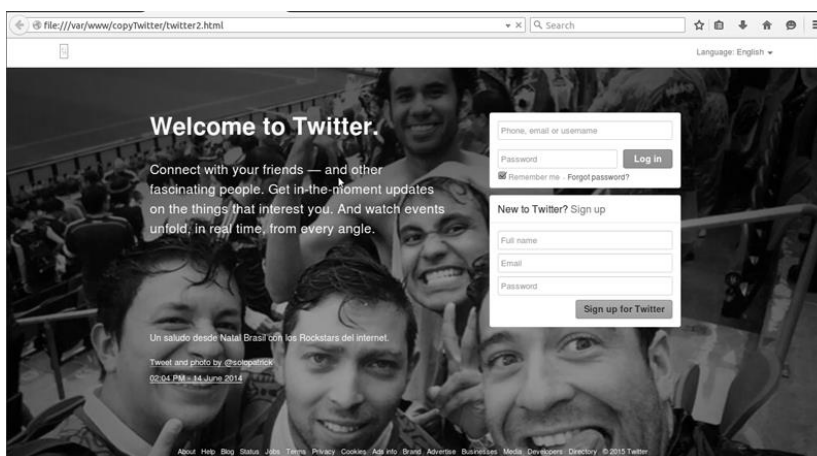 file:///var/www/copyTwitter/twitter2.html
Search
Language: English
Welcome to Twitter.
Connect with your friends — and other
fascinating people. Get in-the-moment updates
on the things that interest you. And watch events
unfold, in real time, from every angle.
Un saludo desde Natal Brasil con los Rockstars del internet.
Tweet and photo by @solopatrick
02:04 PM - 14 June 2014
Phone, email or username
Password
Log in
Remember me · Forgot password?
New to Twitter? Sign up
Full name
Email
Password
Sign up for Twitter
About Help Blog Status Jobs Terms Privacy Cookies Ads info Brand Advertise Businesses Media Developers Directory © 2015 Twitter